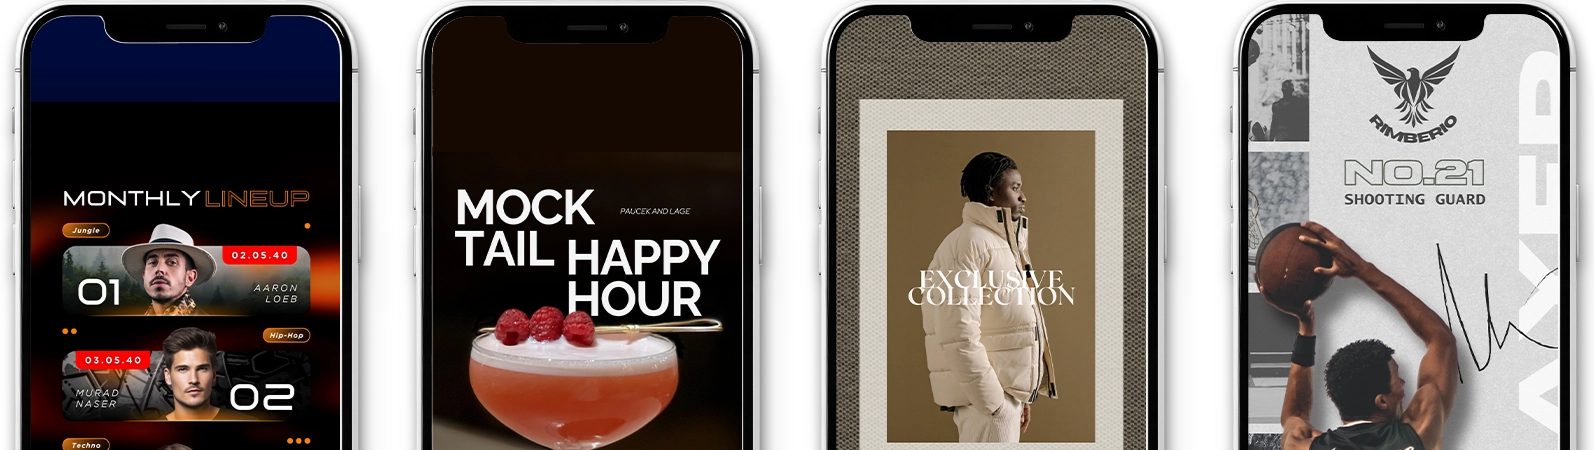 MONTHLY LINEUP
Jungle
02.05.40
01
AARON
LOEB
Hip-Hop
03.05.40
MURAD
NASER
02
Techno
MOCK
TAIL
PAUCEK AND LAGE
HAPPY
HOUR
EXCLUSIVE
COLLECTION
RIMBERIO
NO.21
SHOOTING GUARD